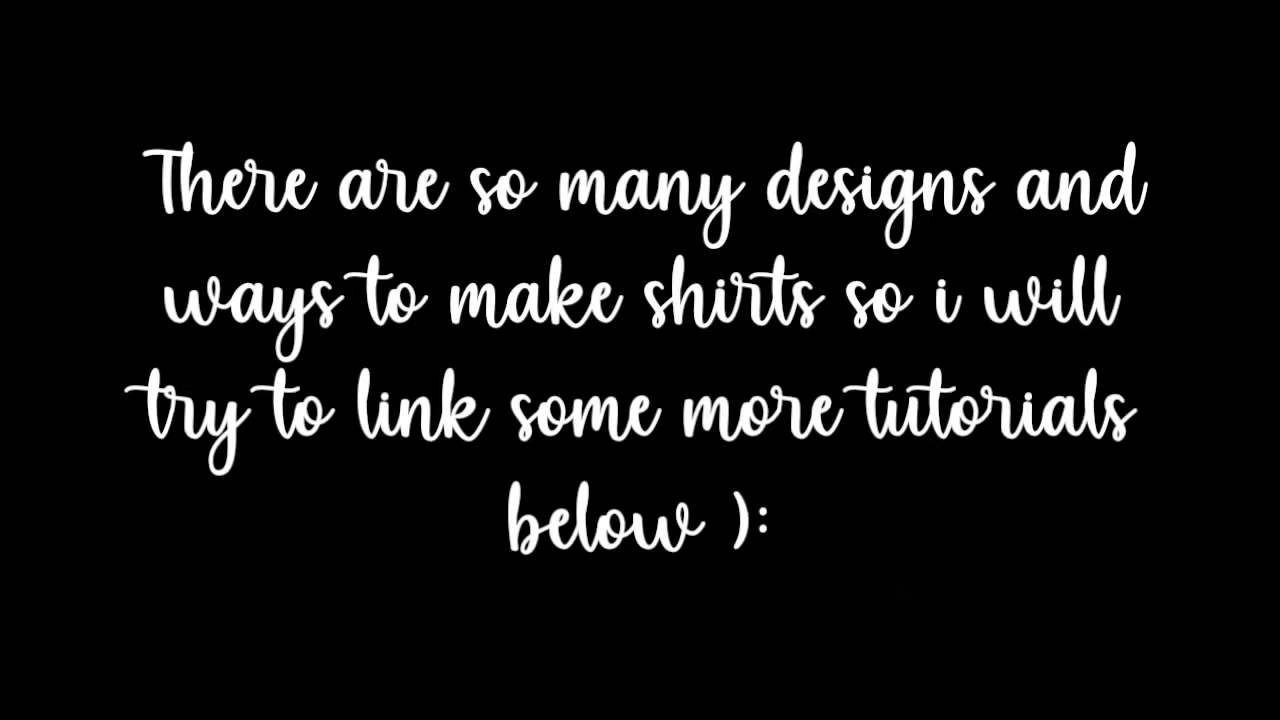 There are so many designs and
ways to make shirts so i will
try to link some more tutorials
below ):